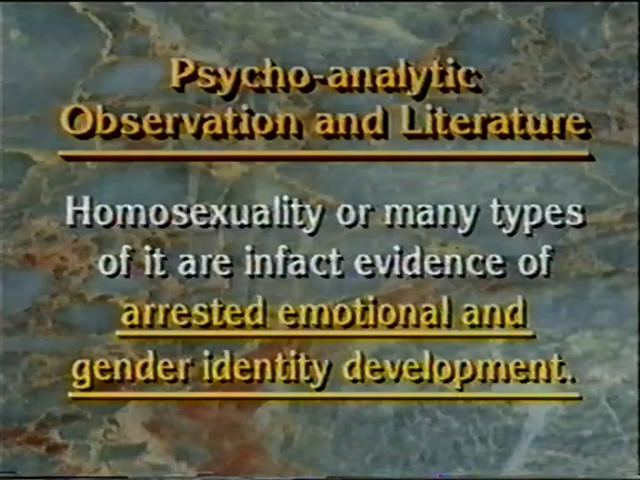 Psycho-analytic
Observation and Literature
Homosexuality or many types
of it are infact evidence of
arrested emotional and
gender identity development.